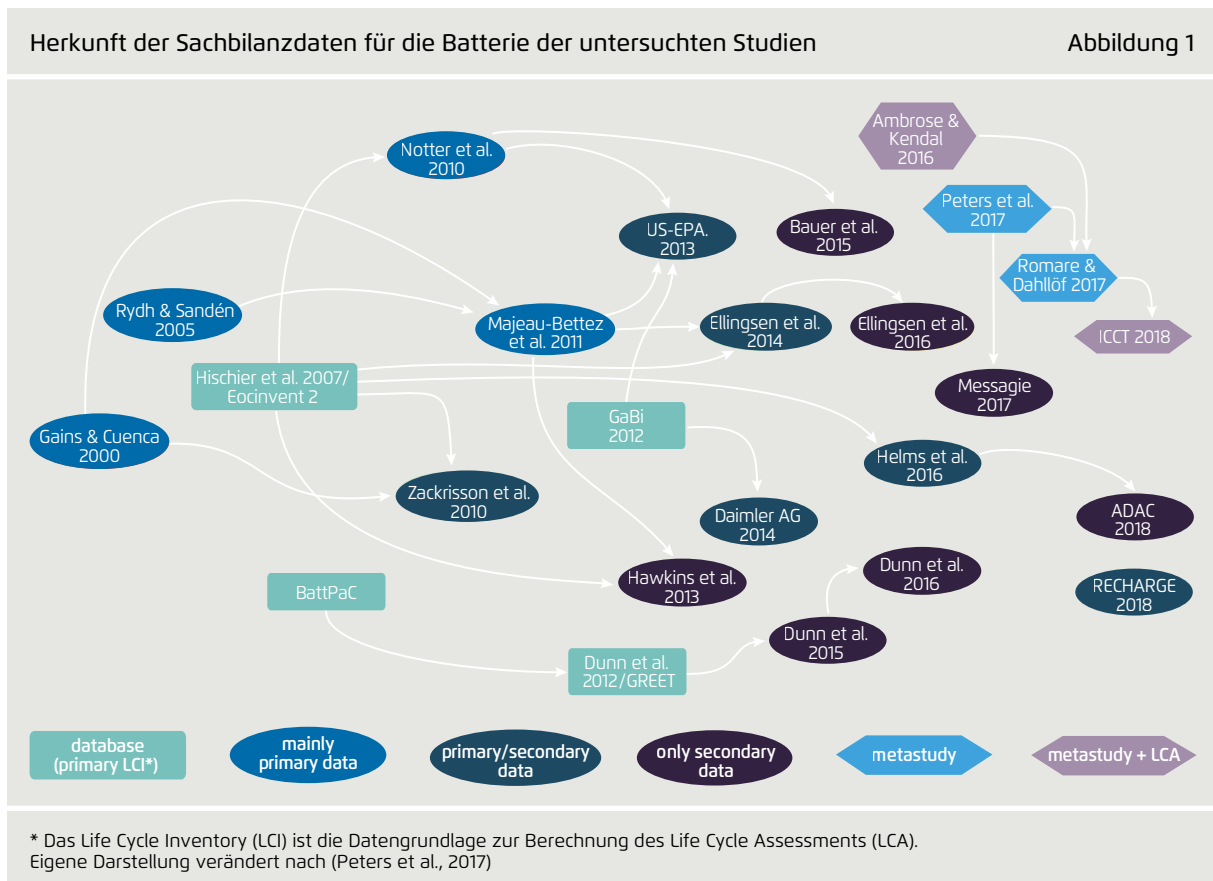 Herkunft der Sachbilanzdaten für die Batterie der untersuchten Studien
Abbildung 1
Ambrose &
Kendal
2016
Notter et al.
2010
Peters et al.
2017
US-EPA.
2013
Bauer et al.
2015
Romare &
Dahllöf 2017
Rydh & Sandén
2005
Majeau-Bettez
et al. 2011
Ellingsen et al.
2014
Ellingsen et al.
2016
ICCT 2018
Hischier et al. 2007/
Eocinvent 2
Messagie
2017
GaBi
2012
Gains & Cuenca
2000
Helms et al.
2016
Zackrisson et al.
2010
Daimler AG
2014
ADAC
2018
Hawkins et al.
2013
Dunn et al.
2016
BattPaC
RECHARGE
2018
Dunn et al.
2015
Dunn et al.
2012/GREET
database
(primary LCI*)
mainly
primary data
primary/secondary
data
only secondary
data
metastudy
metastudy + LCA
* Das Life Cycle Inventory (LCI) ist die Datengrundlage zur Berechnung des Life Cycle Assessments (LCA).
Eigene Darstellung verändert nach (Peters et al., 2017)